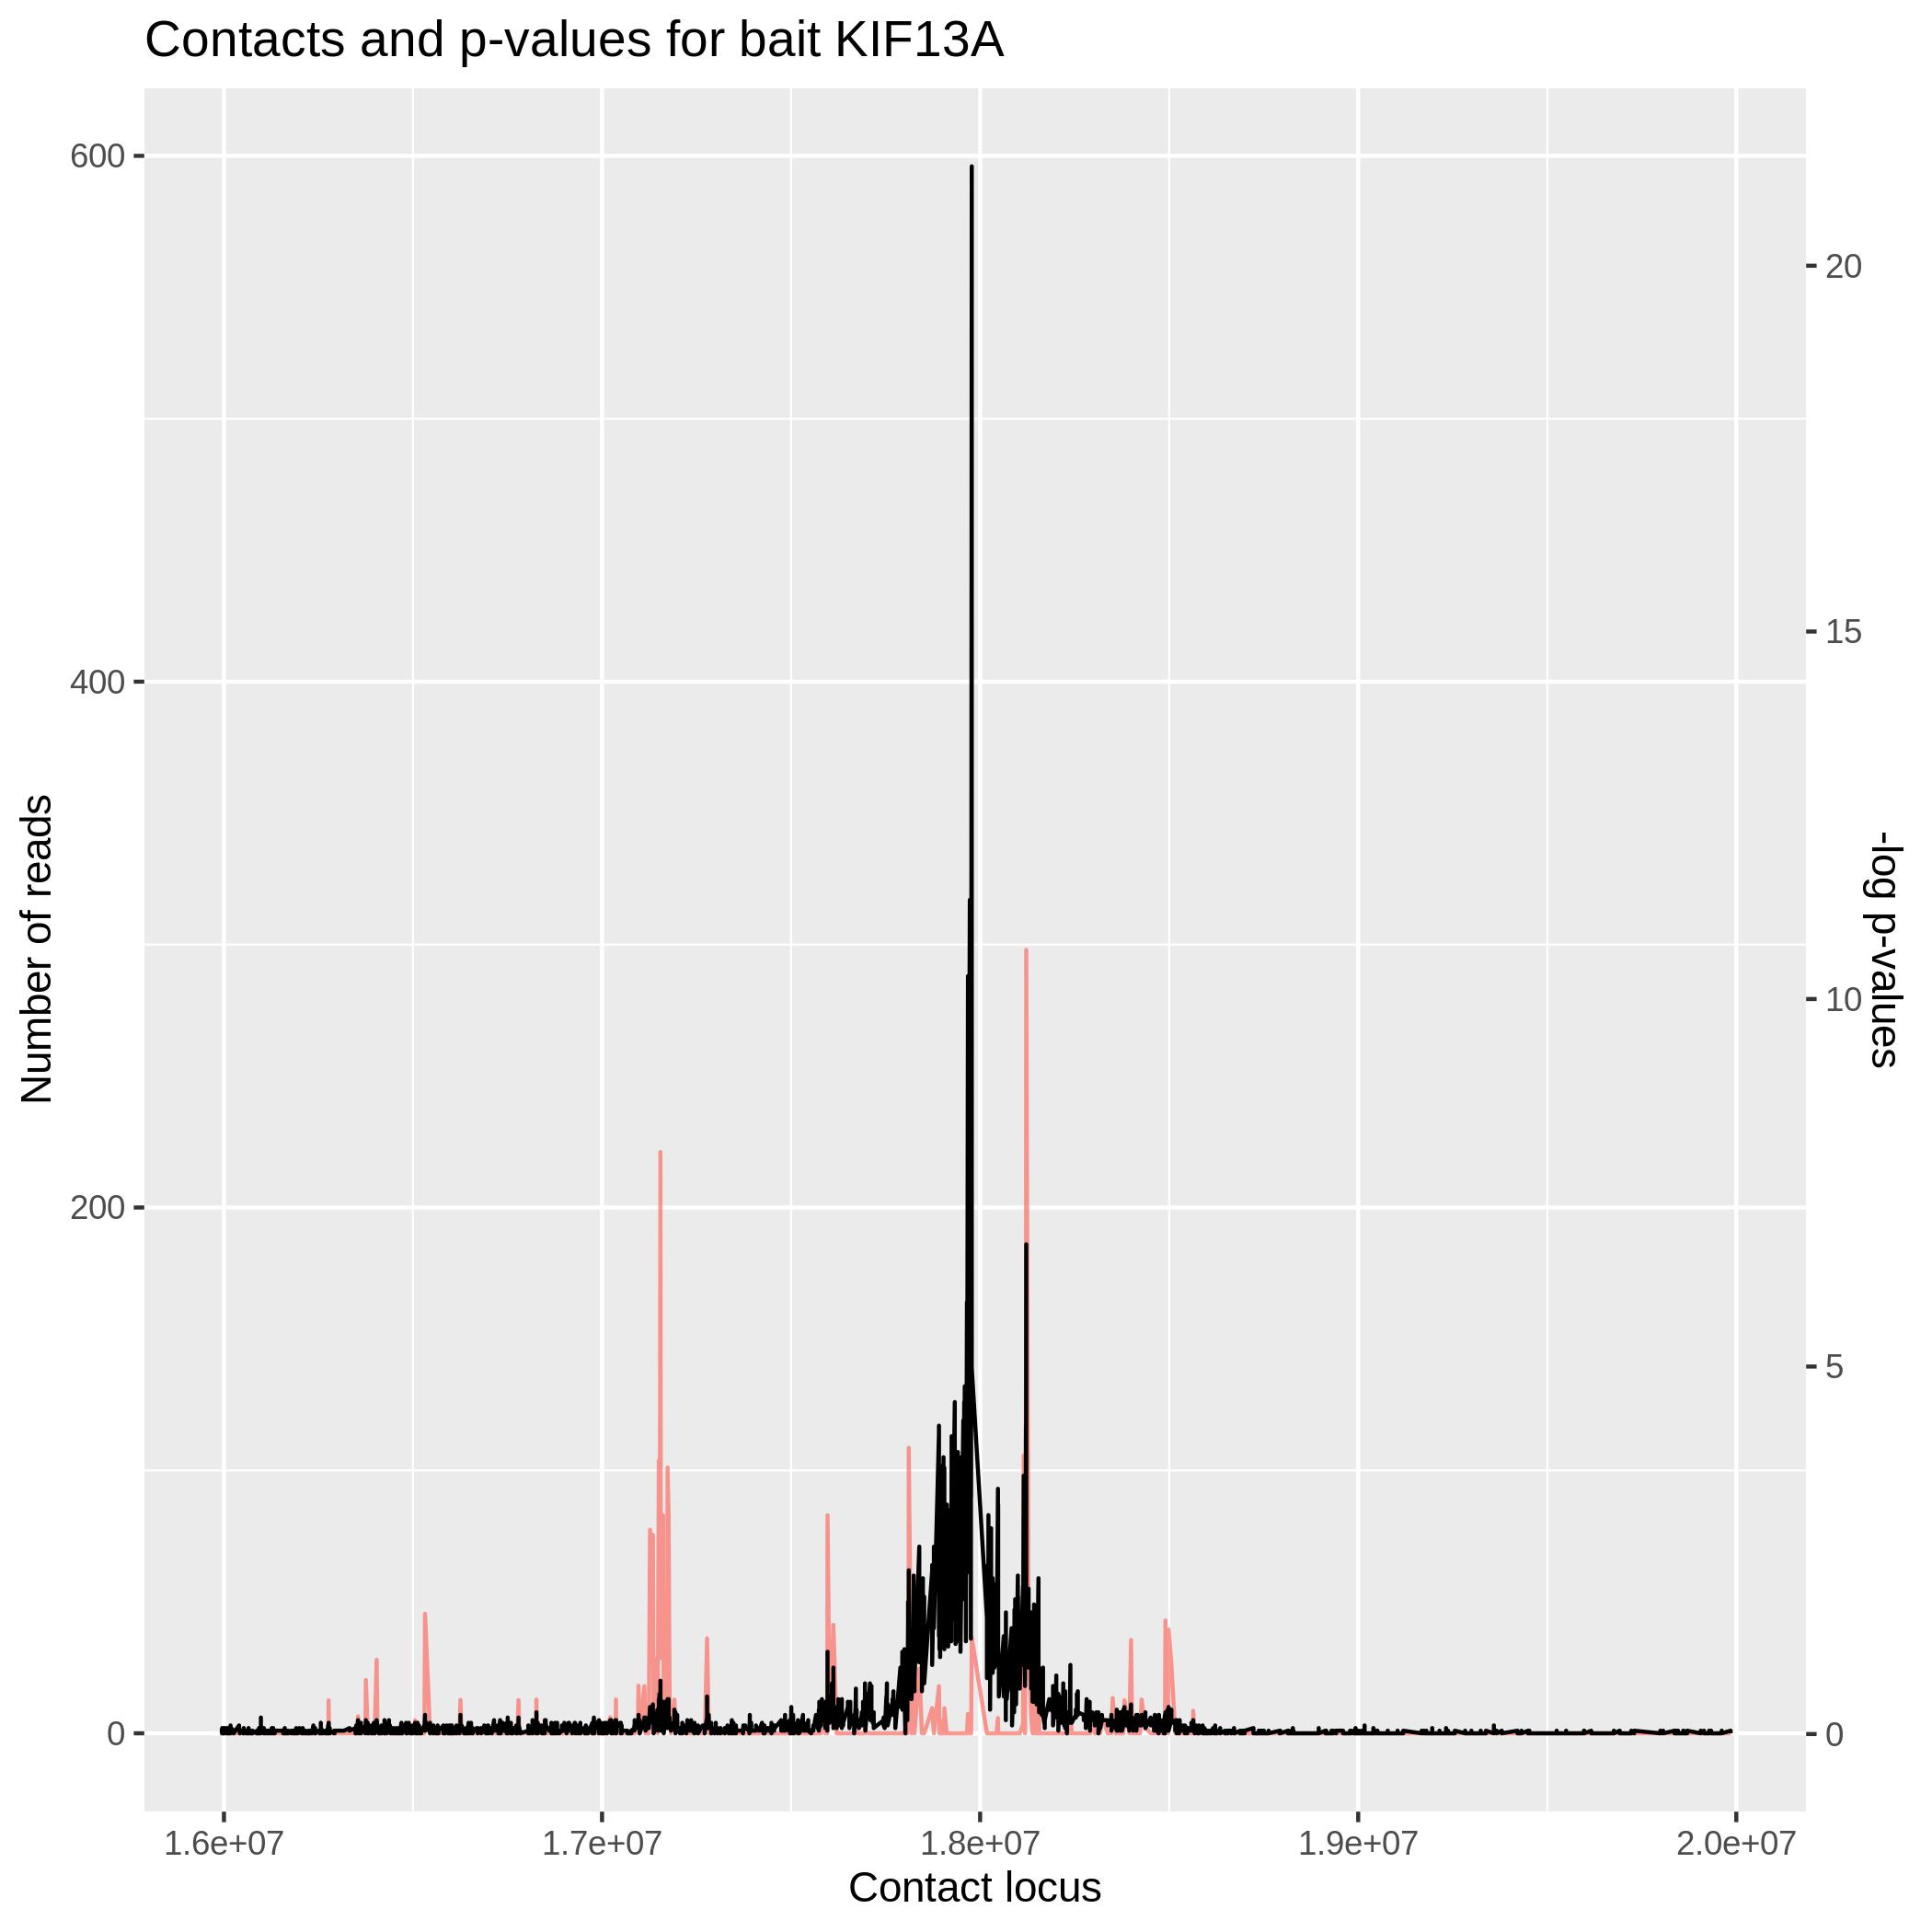 Contacts and p-values for bait KIF13A
600
400
200
0
Number of reads
20
15
10
5
0
-log p-values
1.6e+07
1.7e+07
1.8e+07
1.9e+07
2.0e+07
Contact locus